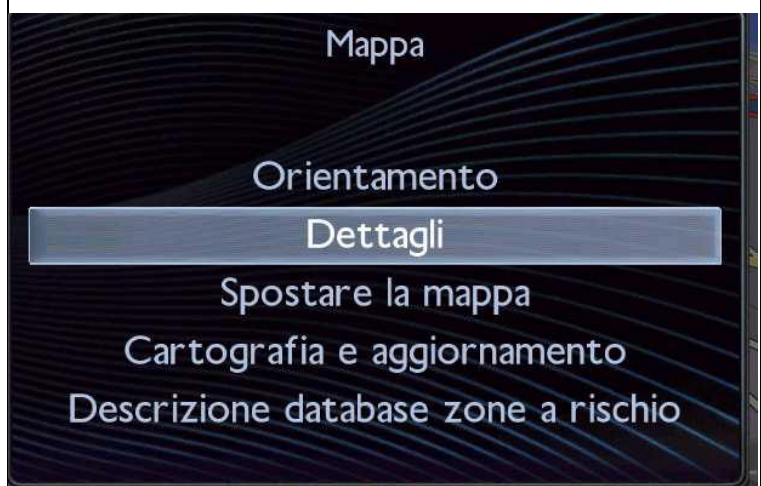 Mappa
Orientamento
Dettagli
Spostare la mappa
Cartografia e aggiornamento
Descrizione database zone a rischio